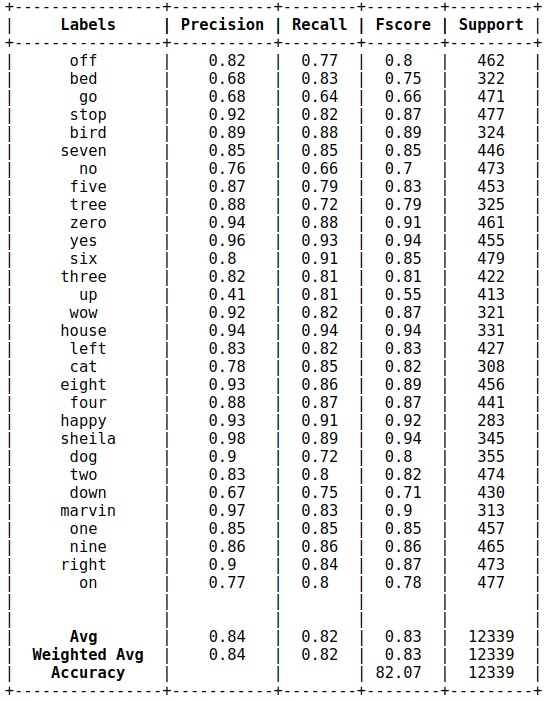 +----------------+-----------+--------+--------+---------+
| Labels | Precision | Recall | Fscore | Support |
+----------------+-----------+--------+--------+---------+
| off | 0.82 | 0.77 | 0.8 | 462 |
| bed | 0.68 | 0.83 | 0.75 | 322 |
| go | 0.68 | 0.64 | 0.66 | 471 |
| stop | 0.92 | 0.82 | 0.87 | 477 |
| bird | 0.89 | 0.88 | 0.89 | 324 |
| seven | 0.85 | 0.85 | 0.85 | 446 |
| no | 0.76 | 0.66 | 0.7 | 473 |
| five | 0.87 | 0.79 | 0.83 | 453 |
| tree | 0.88 | 0.72 | 0.79 | 325 |
| zero | 0.94 | 0.88 | 0.91 | 461 |
| yes | 0.96 | 0.93 | 0.94 | 455 |
| six | 0.8 | 0.91 | 0.85 | 479 |
| three | 0.82 | 0.81 | 0.81 | 422 |
| up | 0.41 | 0.81 | 0.55 | 413 |
| wow | 0.92 | 0.82 | 0.87 | 321 |
| house | 0.94 | 0.94 | 0.94 | 331 |
| left | 0.83 | 0.82 | 0.83 | 427 |
| cat | 0.78 | 0.85 | 0.82 | 308 |
| eight | 0.93 | 0.86 | 0.89 | 456 |
| four | 0.88 | 0.87 | 0.87 | 441 |
| happy | 0.93 | 0.91 | 0.92 | 283 |
| sheila | 0.98 | 0.89 | 0.94 | 345 |
| dog | 0.9 | 0.72 | 0.8 | 355 |
| two | 0.83 | 0.8 | 0.82 | 474 |
| down | 0.67 | 0.75 | 0.71 | 430 |
| marvin | 0.97 | 0.83 | 0.9 | 313 |
| one | 0.85 | 0.85 | 0.85 | 457 |
| nine | 0.86 | 0.86 | 0.86 | 465 |
| right | 0.9 | 0.84 | 0.87 | 473 |
| on | 0.77 | 0.8 | 0.78 | 477 |
| | | | | |
| | | | | |
| Avg | 0.84 | 0.82 | 0.83 | 12339 |
| Weighted Avg | 0.84 | 0.82 | 0.83 | 12339 |
| Accuracy | | | 82.07 | 12339 |
+----------------+-----------+--------+--------+---------+